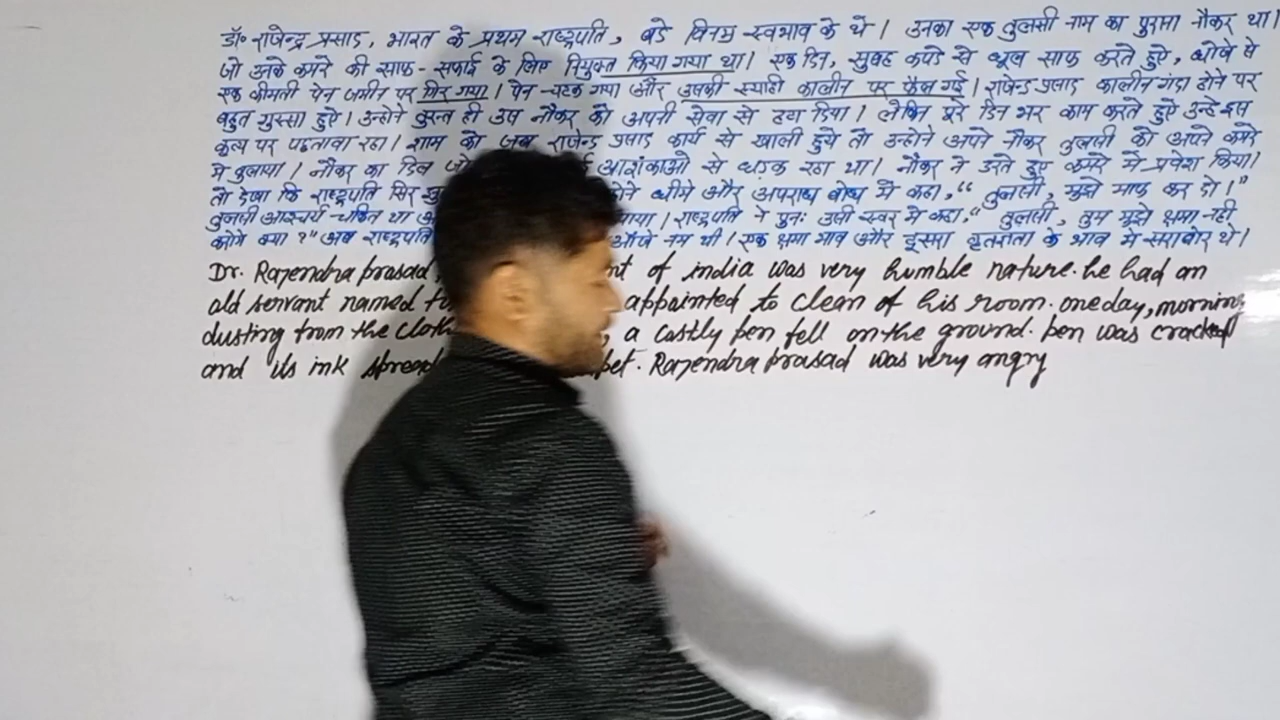 डॉ॰ राजेन्द्र प्रसाद, भारत के प्रथम राष्ट्रपति, बडे विनम्र स्वभाव के थे। उनका एक तुलसी नाम का पुराना नौकर था।
जो उनके कमरे की साफ-सफाई के लिए नियुक्त किया गया था। एक दिन, सुबह कपडे से धूल साफ करते हुऐ, धोखे से
एक कीमती पेन जमीन पर गिर गया। पेन चटक गया और उसकी स्याही कालीन पर फैल गई। राजेन्द्र प्रसाद कालीन गंदा होने पर
बहुत गुस्सा हुऐ। उन्होने तुरन्त ही उस नौकर को अपनी सेवा से हटा दिया। लेकिन पूरे दिन भर काम करते हुऐ उन्हे इस
कृत्य पर पछतावा रहा। शाम को जब राजेन्द्र प्रसाद कार्य से खाली हुये तो उन्होने अपने नौकर तुलसी को अपने कमरे
मे बुलाया। नौकर का दिल आशंकाओ से धड़क रहा था। नौकर ने डरते हुए कमरे मे प्रवेश किया।
तो देखा कि राष्ट्रपति सिर धीमे और अपराध बोध मे कहा, “ तुलसी, मुझे माफ कर दो।”
तुलसी आश्चर्य-चकित था गया। राष्ट्रपति ने पुनः उसी स्वर मे कहा, “ तुलसी, तुम मुझे क्षमा नही
करोगे क्या ?” अब राष्ट्रपति आँखे नम थी। एक क्षमा भाव और दूसरा कृतज्ञता के भाव मे सराबोर थे।
Dr. Rajendra prasad of india was very humble nature. he had an
old servant named appointed to clean of his room. oneday, morning
dusting from the a castly pen fell on the ground. pen was cracked
and its ink spread Rajendra prasad was very angry